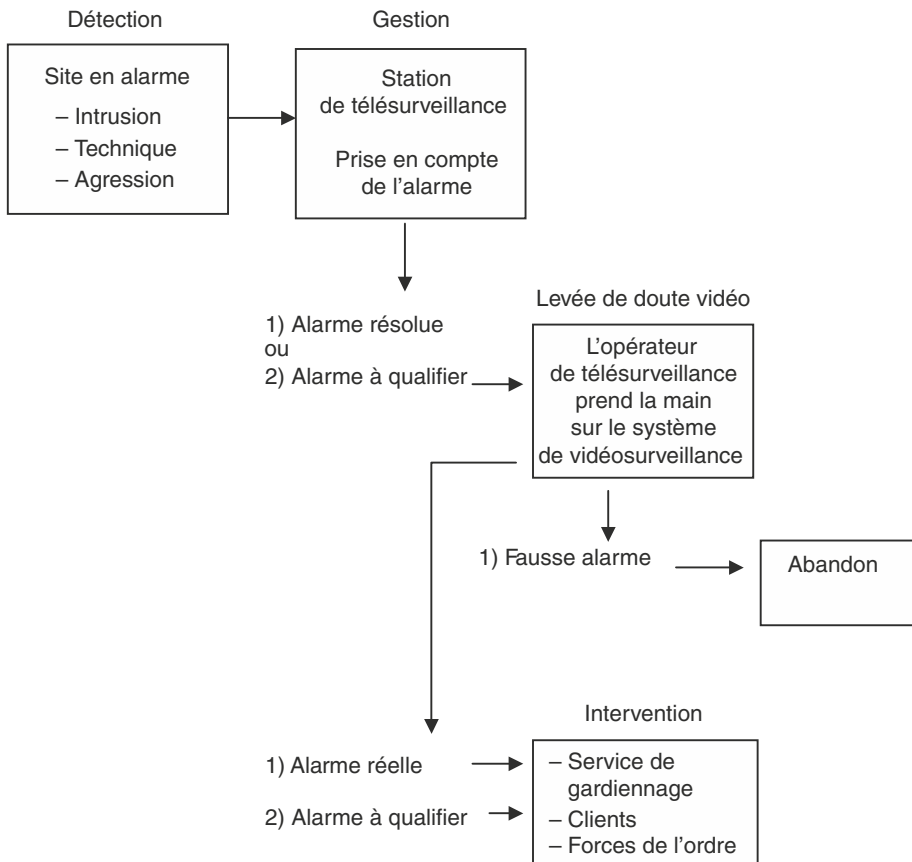 Détection
Site en alarme
– Intrusion
– Technique
– Agression
Gestion
Station
de télésurveillance
Prise en compte
de l’alarme
1) Alarme résolue
ou
2) Alarme à qualifier
Levée de doute vidéo
L’opérateur
de télésurveillance
prend la main
sur le système
de vidéosurveillance
1) Fausse alarme
Abandon
1) Alarme réelle
2) Alarme à qualifier
Intervention
– Service de
gardiennage
– Clients
– Forces de l’ordre